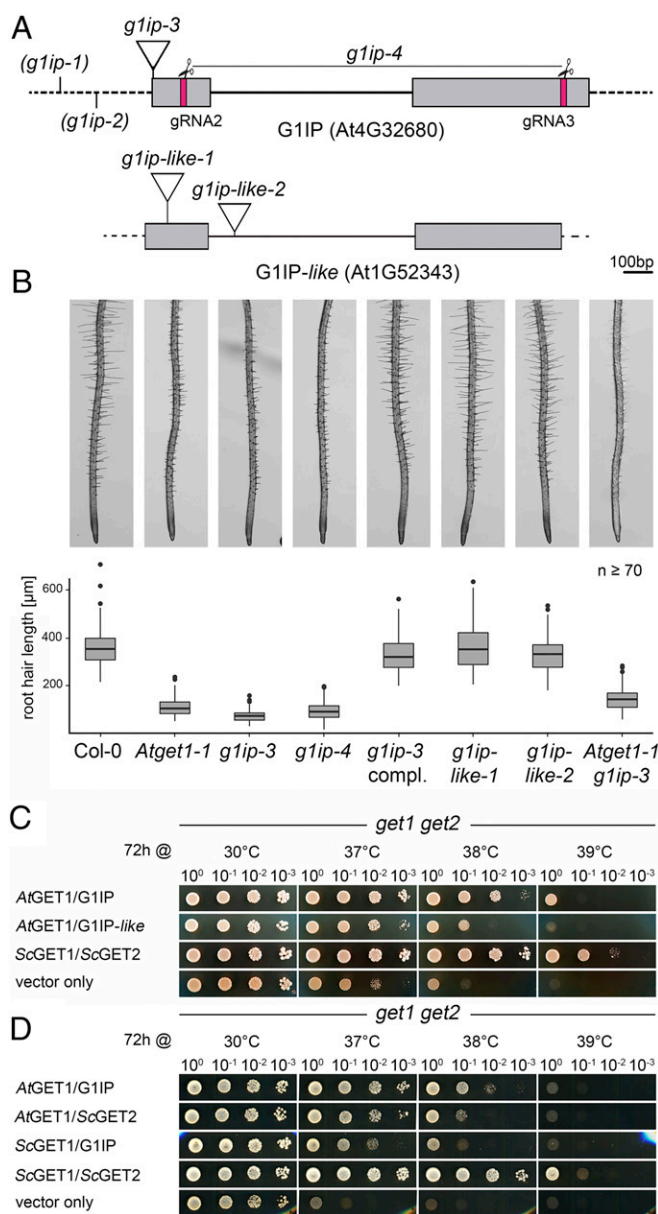 A
g1ip-3
g1ip-4
(g1ip-1)
(g1ip-2)
gRNA2
gRNA3
G1IP (At4G32680)
g1ip-like-1
g1ip-like-2
G1IP-like (At1G52343)
100bp
B
n ≥ 70
root hair length [µm]
600
400
200
Col-0 Atget1-1 g1ip-3 g1ip-4 g1ip-3 compl. g1ip-like-1 g1ip-like-2 Atget1-1 g1ip-3
C
get1 get2
72h @ 30°C 37°C 38°C 39°C
10⁰ 10⁻¹ 10⁻² 10⁻³ 10⁰ 10⁻¹ 10⁻² 10⁻³ 10⁰ 10⁻¹ 10⁻² 10⁻³ 10⁰ 10⁻¹ 10⁻² 10⁻³
AtGET1/G1IP
AtGET1/G1IP-like
ScGET1/ScGET2
vector only
D
get1 get2
72h @ 30°C 37°C 38°C 39°C
10⁰ 10⁻¹ 10⁻² 10⁻³ 10⁰ 10⁻¹ 10⁻² 10⁻³ 10⁰ 10⁻¹ 10⁻² 10⁻³ 10⁰ 10⁻¹ 10⁻² 10⁻³
AtGET1/G1IP
AtGET1/ScGET2
ScGET1/G1IP
ScGET1/ScGET2
vector only